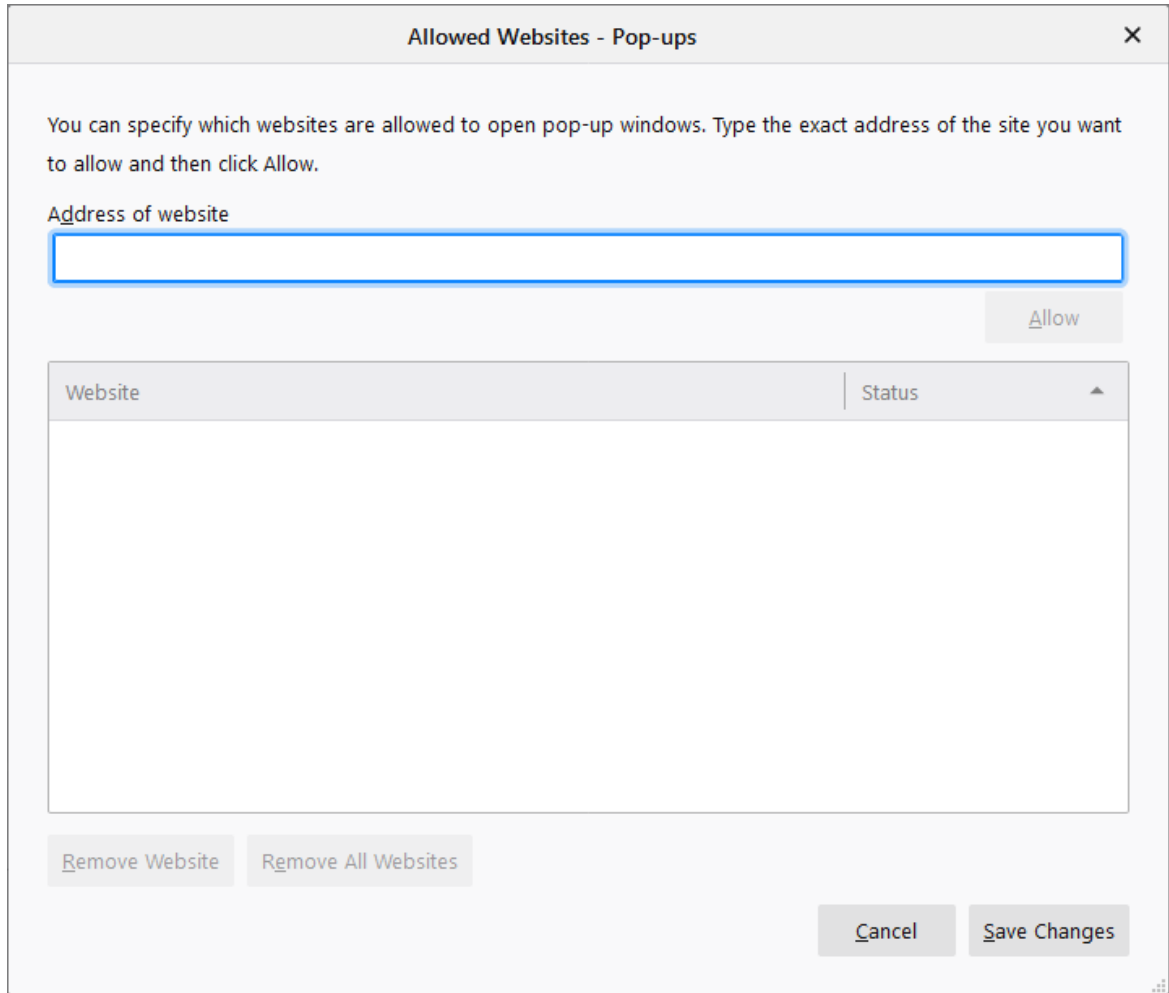 Allowed Websites - Pop-ups
You can specify which websites are allowed to open pop-up windows. Type the exact address of the site you want
to allow and then click Allow.
Address of website
Allow
Website Status
Remove Website Remove All Websites
Cancel Save Changes